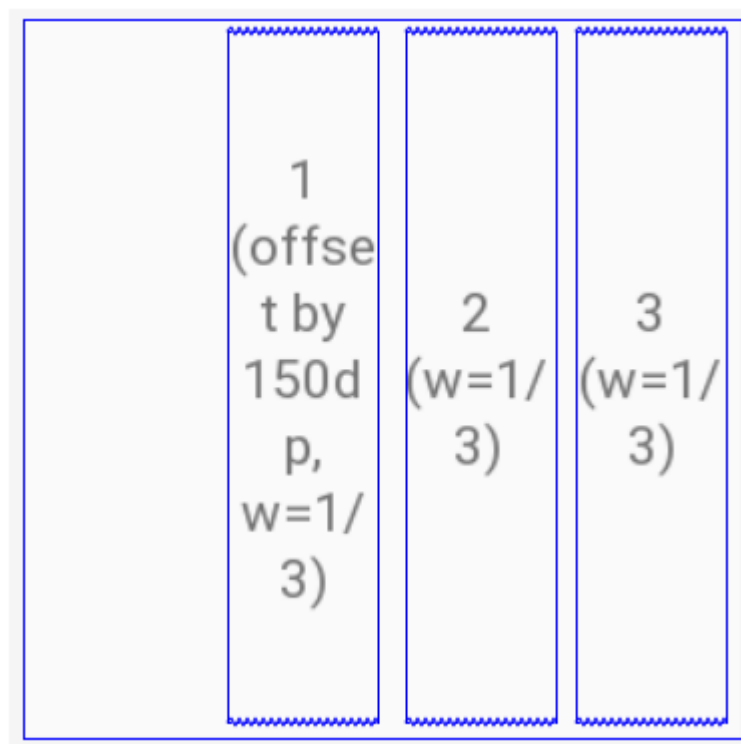 1
(offse
t by
150d
p,
w=1/
3)
2
(w=1/
3)
3
(w=1/
3)